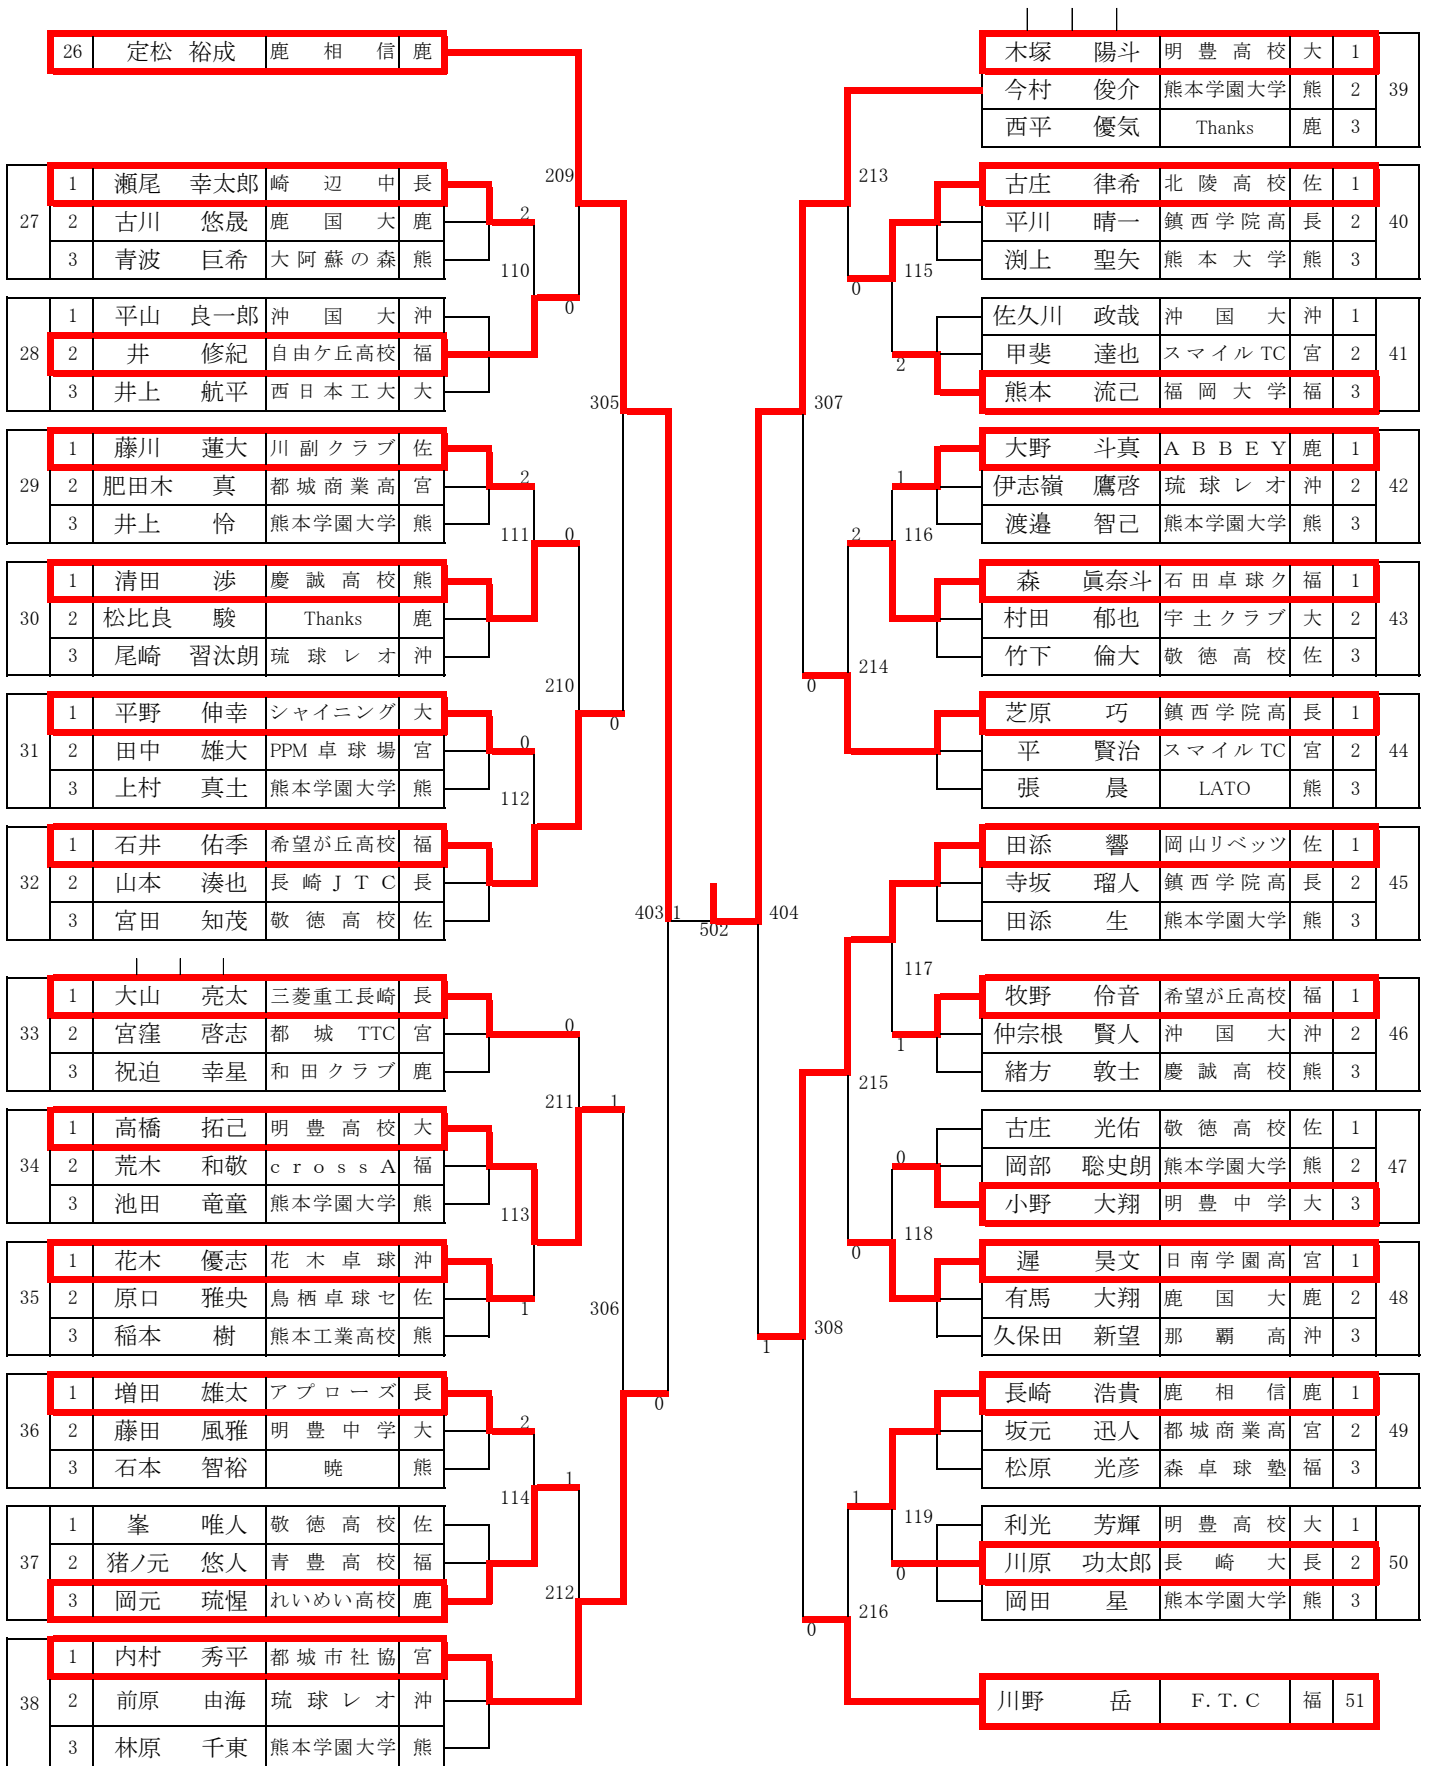 26 定松 裕成 鹿相信 鹿
209
27
1 瀬尾 幸太郎 崎辺中 長
2 古川 悠晟 鹿国大 鹿
3 青波 巨希 大阿蘇の森 熊
2
110
0
28
1 平山 良一郎 沖国大 沖
2 井 修紀 自由ケ丘高校 福
3 井上 航平 西日本工大 大
305
29
1 藤川 蓮大 川副クラブ 佐
2 肥田木 真 都城商業高 宮
3 井上 怜 熊本学園大学 熊
2
111
0
30
1 清田 渉 慶誠高校 熊
2 松比良 駿 Thanks 鹿
3 尾崎 習汰朗 琉球レオ 沖
210
0
31
1 平野 伸幸 シャイニング 大
2 田中 雄大 PPM卓球場 宮
3 上村 真土 熊本学園大学 熊
0
112
32
1 石井 佑季 希望が丘高校 福
2 山本 湊也 長崎JTC 長
3 宮田 知茂 敬徳高校 佐
403
1
502
404
33
1 大山 亮太 三菱重工長崎 長
2 宮窪 啓志 都城TTC 宮
3 祝迫 幸星 和田クラブ 鹿
0
211
1
34
1 高橋 拓己 明豊高校 大
2 荒木 和敬 crossA 福
3 池田 竜童 熊本学園大学 熊
113
35
1 花木 優志 花木卓球 沖
2 原口 雅央 鳥栖卓球セ 佐
3 稲本 樹 熊本工業高校 熊
1
306
36
1 増田 雄太 アプローズ 長
2 藤田 風雅 明豊中学 大
3 石本 智裕 暁 熊
2
0
114
1
37
1 峯 唯人 敬徳高校 佐
2 猪ノ元 悠人 青豊高校 福
3 岡元 琉惺 れいめい高校 鹿
212
38
1 内村 秀平 都城市社協 宮
2 前原 由海 琉球レオ 沖
3 林原 千東 熊本学園大学 熊
木塚 陽斗 明豊高校 大 1
今村 俊介 熊本学園大学 熊 2
西平 優気 Thanks 鹿 3
39
213
古庄 律希 北陵高校 佐 1
平川 晴一 鎮西学院高 長 2
渕上 聖矢 熊本大学 熊 3
40
115
0
佐久川 政哉 沖国大 沖 1
甲斐 達也 スマイルTC 宮 2
熊本 流己 福岡大学 福 3
41
2
307
大野 斗真 ABBEY 鹿 1
伊志嶺 鷹啓 琉球レオ 沖 2
渡邉 智己 熊本学園大学 熊 3
42
1
2
116
森 眞奈斗 石田卓球ク 福 1
村田 郁也 宇土クラブ 大 2
竹下 倫大 敬徳高校 佐 3
43
214
0
芝原 巧 鎮西学院高 長 1
平 賢治 スマイルTC 宮 2
張 晨 LATO 熊 3
44
田添 響 岡山リベッツ 佐 1
寺坂 瑠人 鎮西学院高 長 2
田添 生 熊本学園大学 熊 3
45
117
牧野 伶音 希望が丘高校 福 1
仲宗根 賢人 沖国大 沖 2
緒方 敦士 慶誠高校 熊 3
46
1
215
古庄 光佑 敬徳高校 佐 1
岡部 聡史朗 熊本学園大学 熊 2
小野 大翔 明豊中学 大 3
47
0
118
0
遅 昊文 日南学園高 宮 1
有馬 大翔 鹿国大 鹿 2
久保田 新望 那覇高 沖 3
48
308
1
長崎 浩貴 鹿相信 鹿 1
坂元 迅人 都城商業高 宮 2
松原 光彦 森卓球塾 福 3
49
1
119
利光 芳輝 明豊高校 大 1
川原 功太郎 長崎大 長 2
岡田 星 熊本学園大学 熊 3
50
0
216
0
川野 岳 F.T.C 福 51